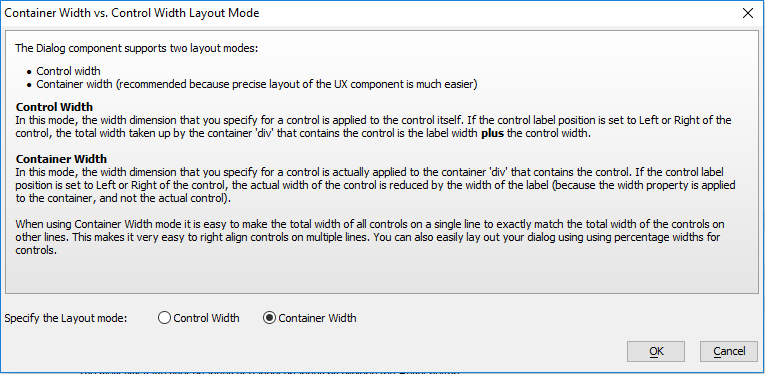 Container Width vs. Control Width Layout Mode
The Dialog component supports two layout modes:
• Control width
• Container width (recommended because precise layout of the UX component is much easier)
Control Width
In this mode, the width dimension that you specify for a control is applied to the control itself. If the control label position is set to Left or Right of the
control, the total width taken up by the container 'div' that contains the control is the label width plus the control width.
Container Width
In this mode, the width dimension that you specify for a control is actually applied to the container 'div' that contains the control. If the control label
position is set to Left or Right of the control, the actual width of the control is reduced by the width of the label (because the width property is applied
to the container, and not the actual control).
When using Container Width mode it is easy to make the total width of all controls on a single line to exactly match the total width of the controls on
other lines. This makes it very easy to right align controls on multiple lines. You can also easily lay out your dialog using using percentage widths for
controls.
Specify the Layout mode: Control Width Container Width
OK Cancel